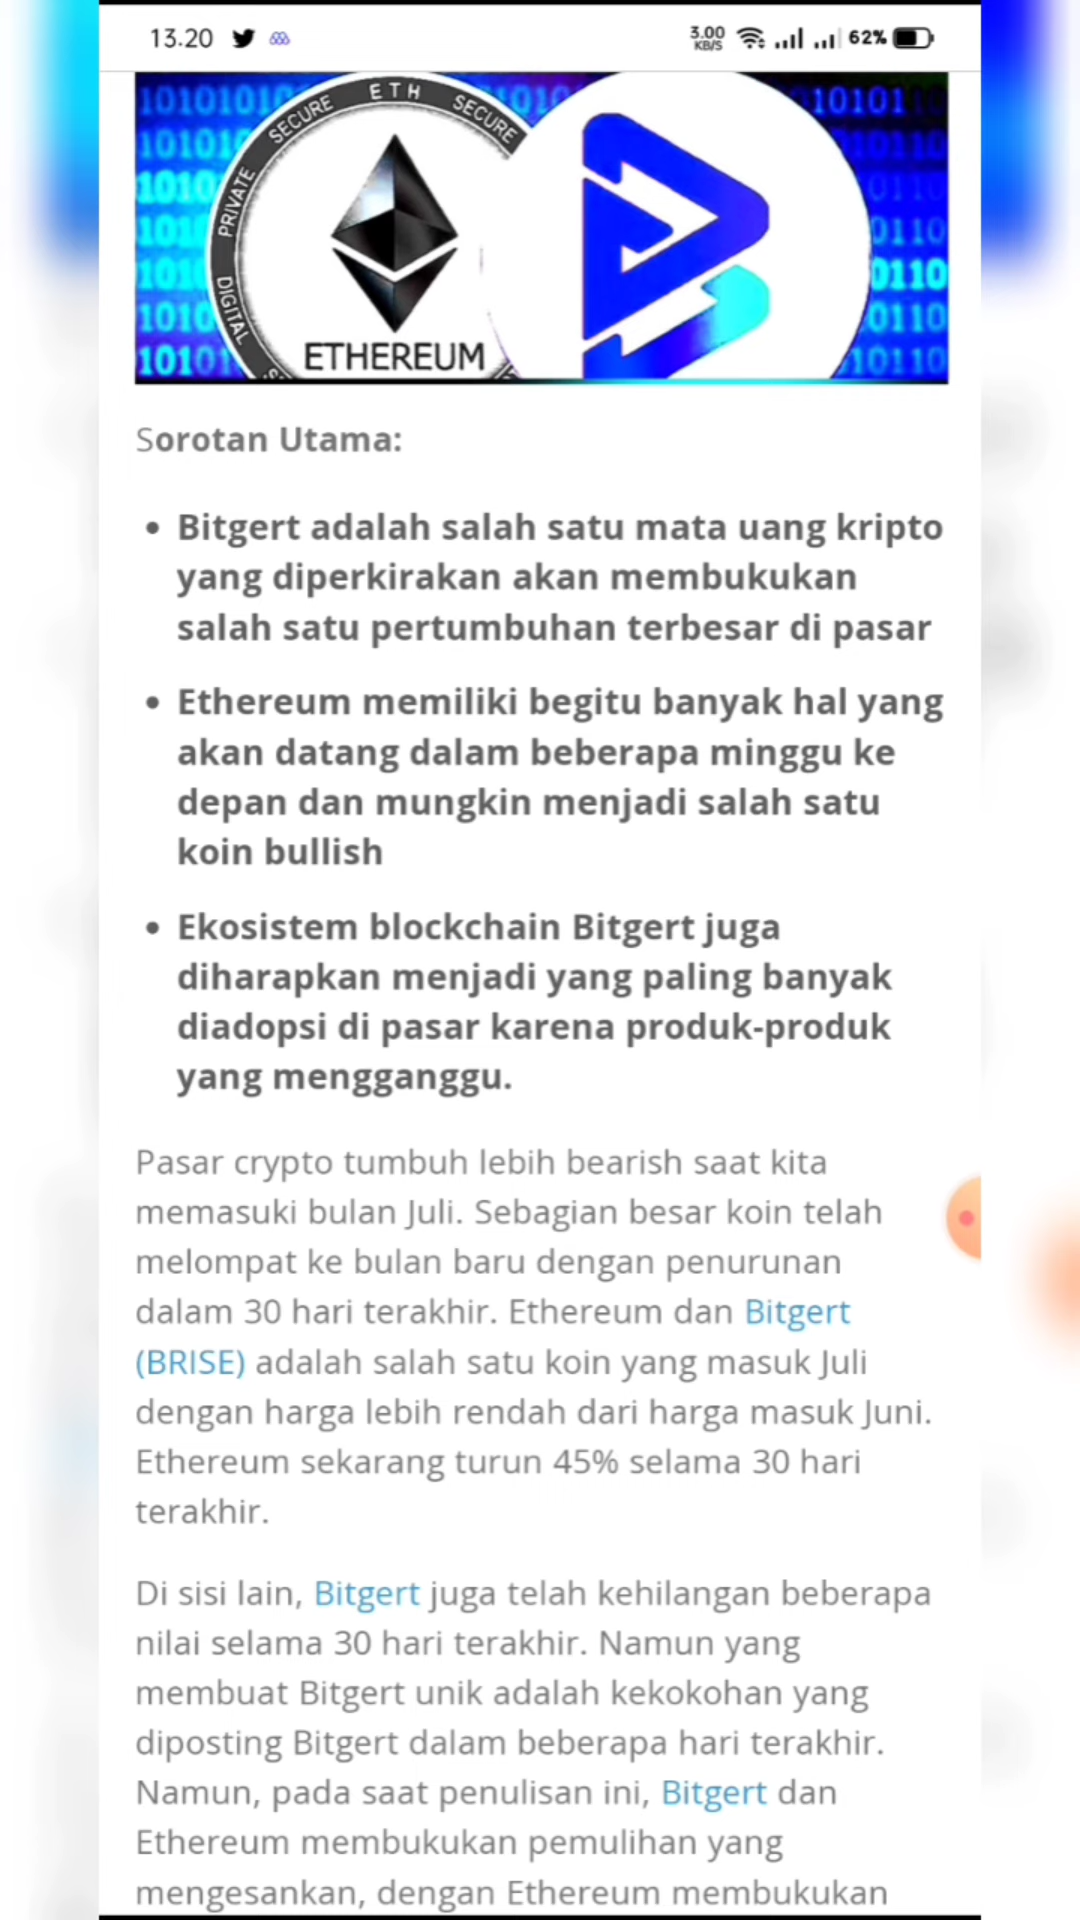 13.20
3.00 KB/S
62%
SECURE ETH SECURE
PRIVATE
DIGITAL
ETHEREUM
Sorotan Utama:
• Bitgert adalah salah satu mata uang kripto
yang diperkirakan akan membukukan
salah satu pertumbuhan terbesar di pasar
• Ethereum memiliki begitu banyak hal yang
akan datang dalam beberapa minggu ke
depan dan mungkin menjadi salah satu
koin bullish
• Ekosistem blockchain Bitgert juga
diharapkan menjadi yang paling banyak
diadopsi di pasar karena produk-produk
yang mengganggu.
Pasar crypto tumbuh lebih bearish saat kita
memasuki bulan Juli. Sebagian besar koin telah
melompat ke bulan baru dengan penurunan
dalam 30 hari terakhir. Ethereum dan Bitgert
(BRISE) adalah salah satu koin yang masuk Juli
dengan harga lebih rendah dari harga masuk Juni.
Ethereum sekarang turun 45% selama 30 hari
terakhir.
Di sisi lain, Bitgert juga telah kehilangan beberapa
nilai selama 30 hari terakhir. Namun yang
membuat Bitgert unik adalah kekokohan yang
diposting Bitgert dalam beberapa hari terakhir.
Namun, pada saat penulisan ini, Bitgert dan
Ethereum membukukan pemulihan yang
mengesankan, dengan Ethereum membukukan